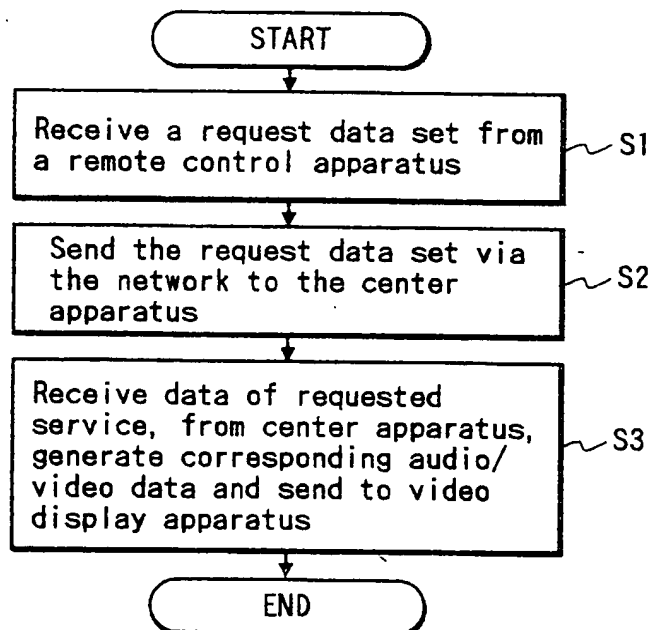 START
Receive a request data set from
a remote control apparatus
S1
Send the request data set via
the network to the center
apparatus
S2
Receive data of requested
service, from center apparatus,
generate corresponding audio/
video data and send to video
display apparatus
S3
END